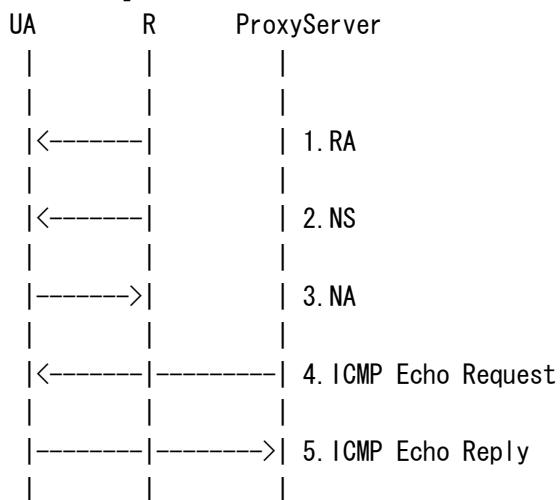 UA R ProxyServer
| | |
| | |
|<-------| | 1.RA
| | |
|<-------| | 2.NS
| | |
|------->| | 3.NA
| | |
|<-------|---------| 4.ICMP Echo Request
| | |
|--------|-------->| 5.ICMP Echo Reply
| | |